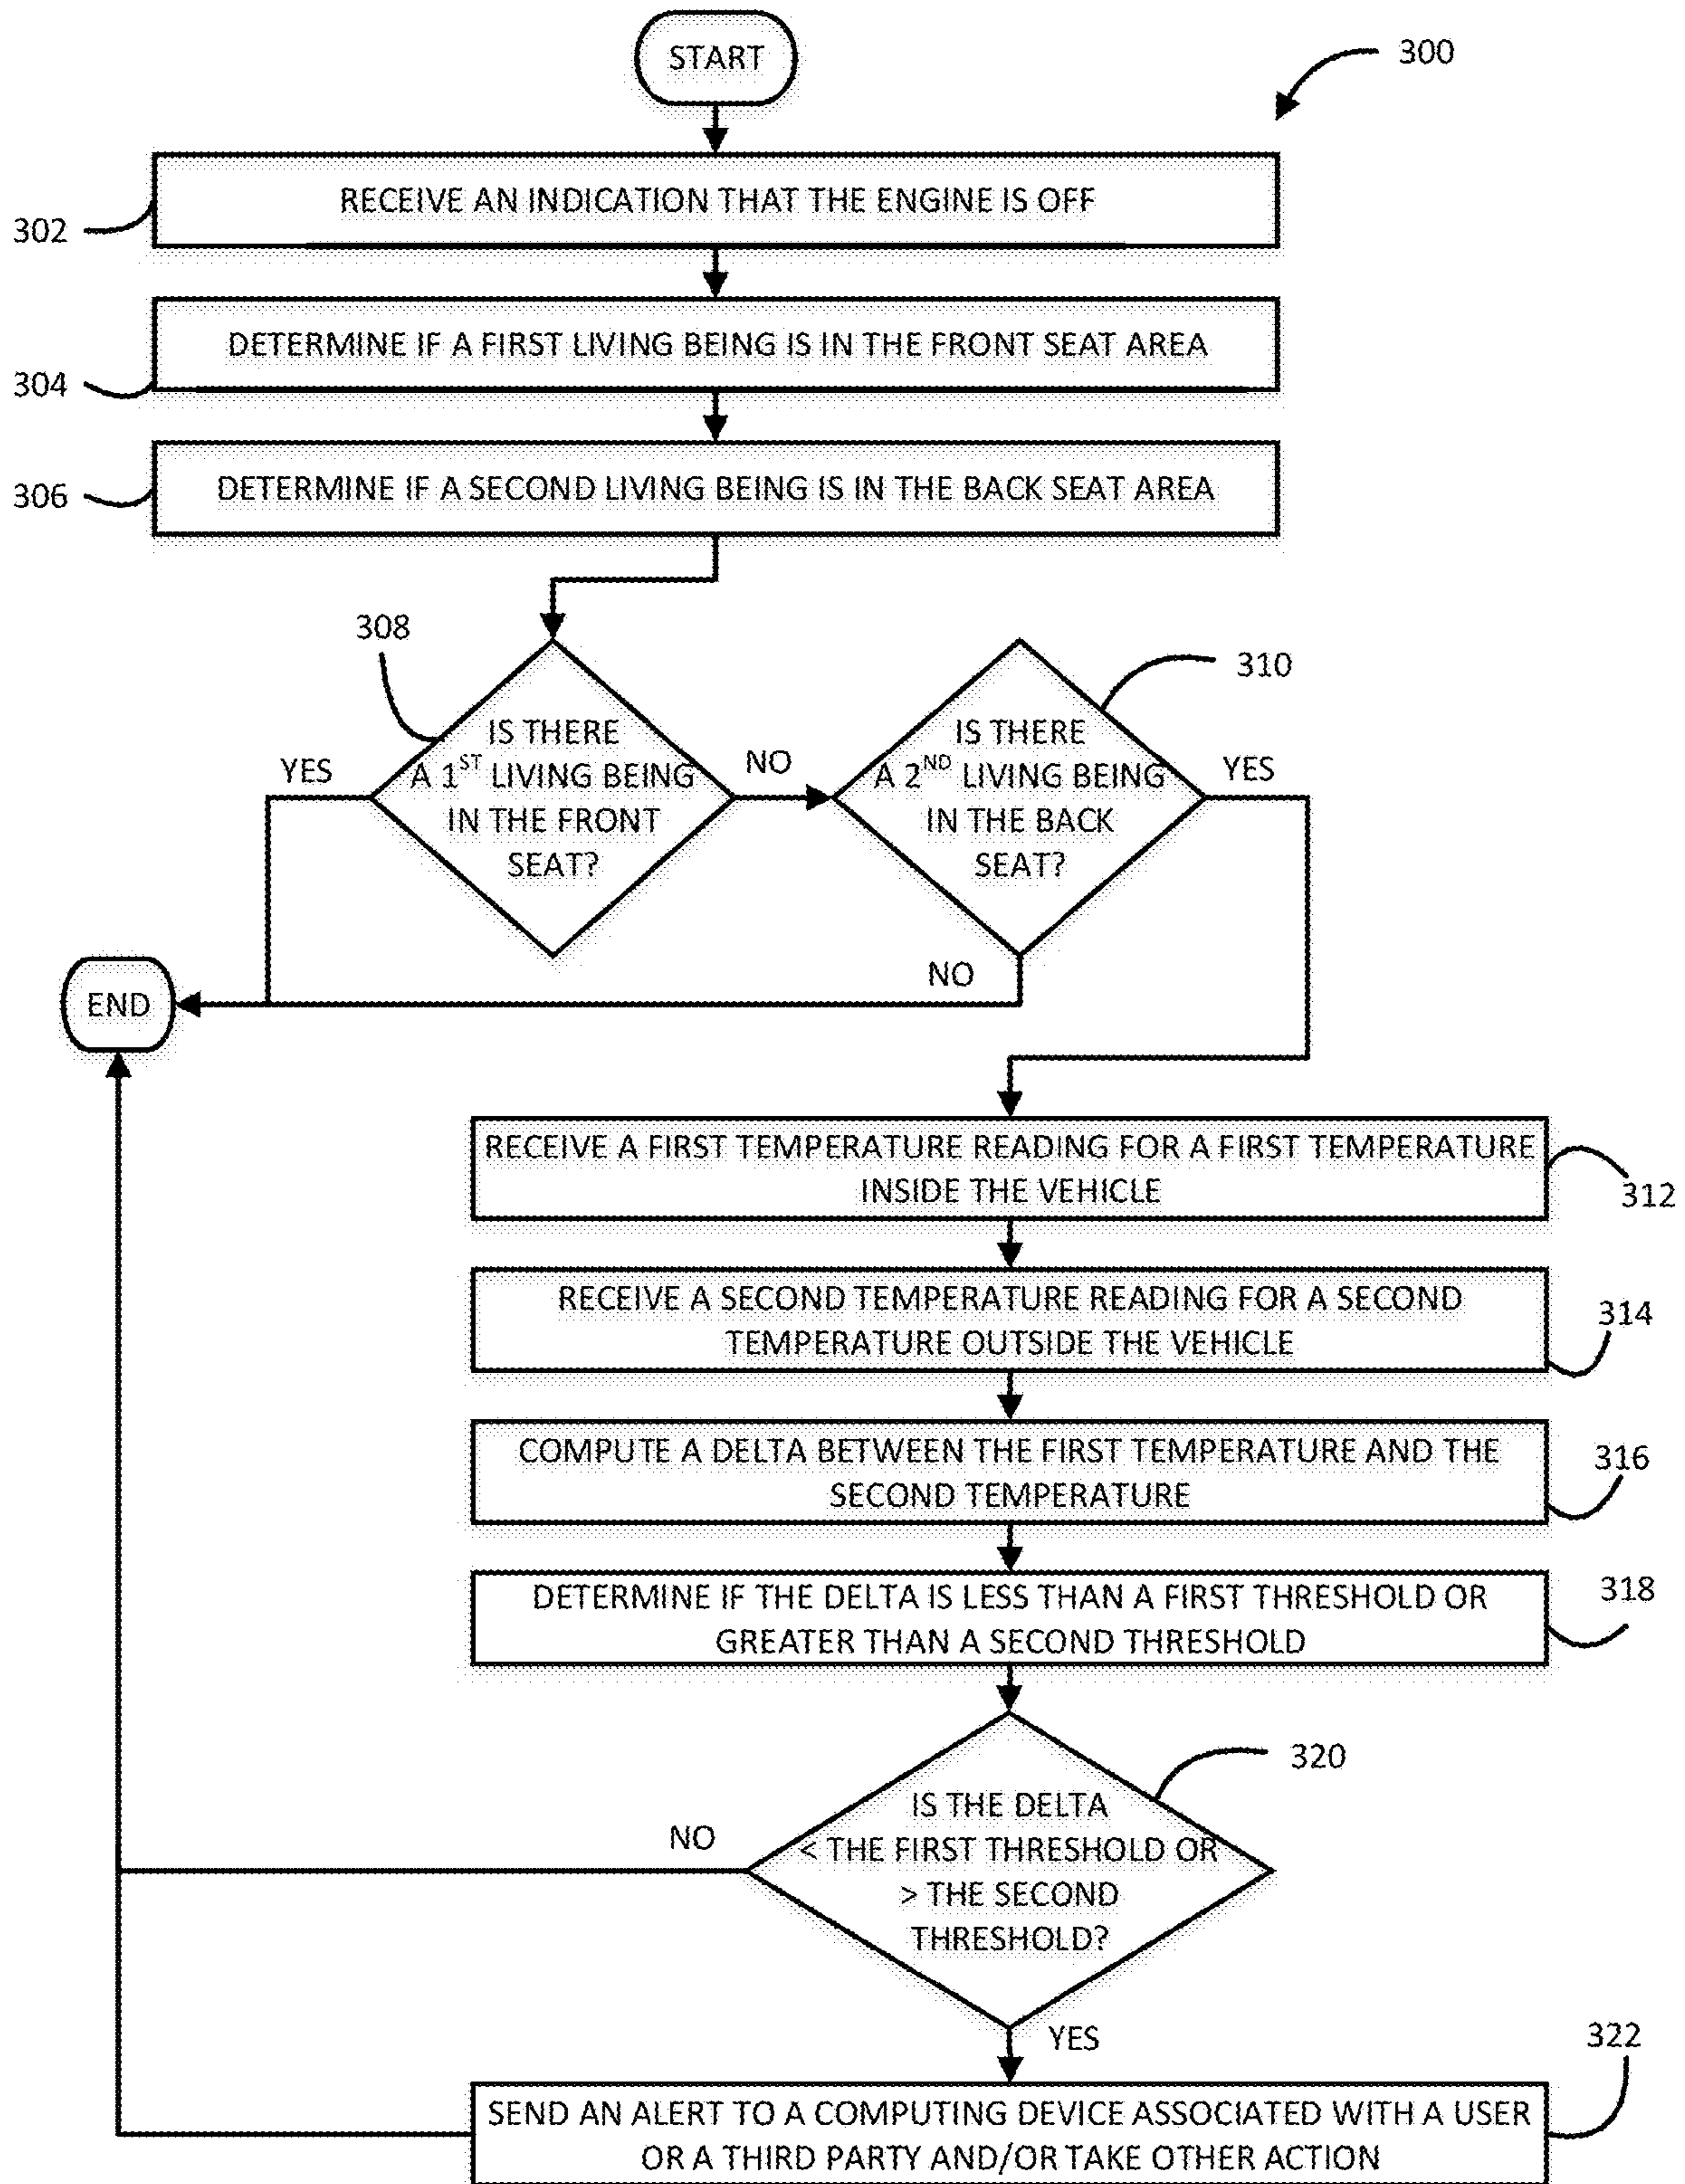 START
300
RECEIVE AN INDICATION THAT THE ENGINE IS OFF
302
DETERMINE IF A FIRST LIVING BEING IS IN THE FRONT SEAT AREA
304
DETERMINE IF A SECOND LIVING BEING IS IN THE BACK SEAT AREA
306
308
IS THERE
A 1ST LIVING BEING
IN THE FRONT
SEAT?
YES
NO
310
IS THERE
A 2ND LIVING BEING
IN THE BACK
SEAT?
YES
NO
END
RECEIVE A FIRST TEMPERATURE READING FOR A FIRST TEMPERATURE
INSIDE THE VEHICLE
312
RECEIVE A SECOND TEMPERATURE READING FOR A SECOND
TEMPERATURE OUTSIDE THE VEHICLE
314
COMPUTE A DELTA BETWEEN THE FIRST TEMPERATURE AND THE
SECOND TEMPERATURE
316
DETERMINE IF THE DELTA IS LESS THAN A FIRST THRESHOLD OR
GREATER THAN A SECOND THRESHOLD
318
320
IS THE DELTA
< THE FIRST THRESHOLD OR
> THE SECOND
THRESHOLD?
NO
YES
322
SEND AN ALERT TO A COMPUTING DEVICE ASSOCIATED WITH A USER
OR A THIRD PARTY AND/OR TAKE OTHER ACTION